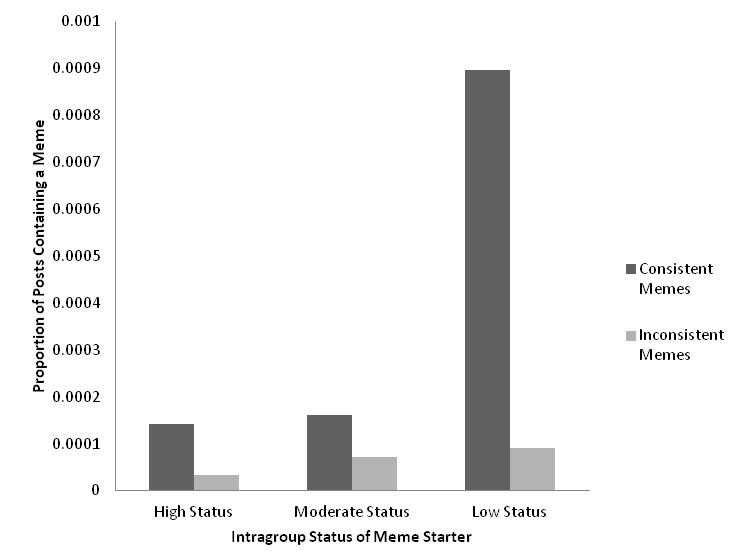 Proportion of Posts Containing a Meme
0.001
0.0009
0.0008
0.0007
0.0006
0.0005
0.0004
0.0003
0.0002
0.0001
0
High Status
Moderate Status
Low Status
Intragroup Status of Meme Starter
Consistent
Memes
Inconsistent
Memes